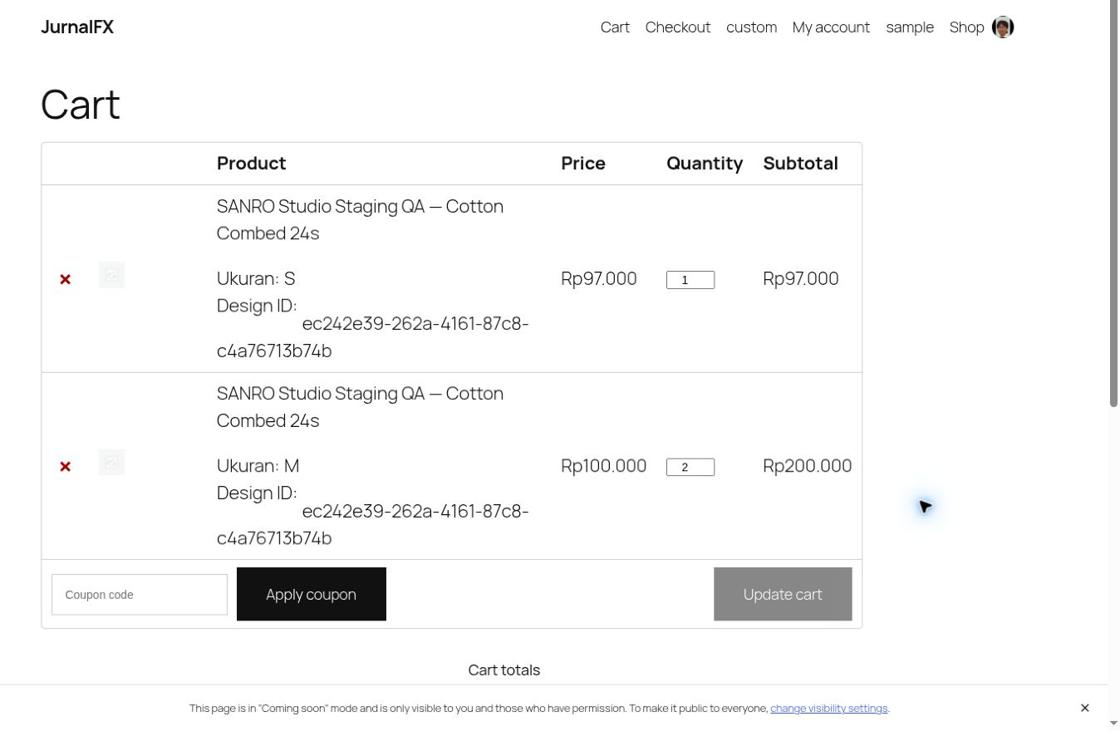 JurnalFX
Cart Checkout custom My account sample Shop
Cart
Product Price Quantity Subtotal
SANRO Studio Staging QA — Cotton
Combed 24s
Ukuran: S
Rp97.000 1 Rp97.000
Design ID:
ec242e39-262a-4161-87c8-
c4a76713b74b
SANRO Studio Staging QA — Cotton
Combed 24s
Ukuran: M
Rp100.000 2 Rp200.000
Design ID:
ec242e39-262a-4161-87c8-
c4a76713b74b
Coupon code Apply coupon Update cart
Cart totals
This page is in "Coming soon" mode and is only visible to you and those who have permission. To make it public to everyone, change visibility settings.